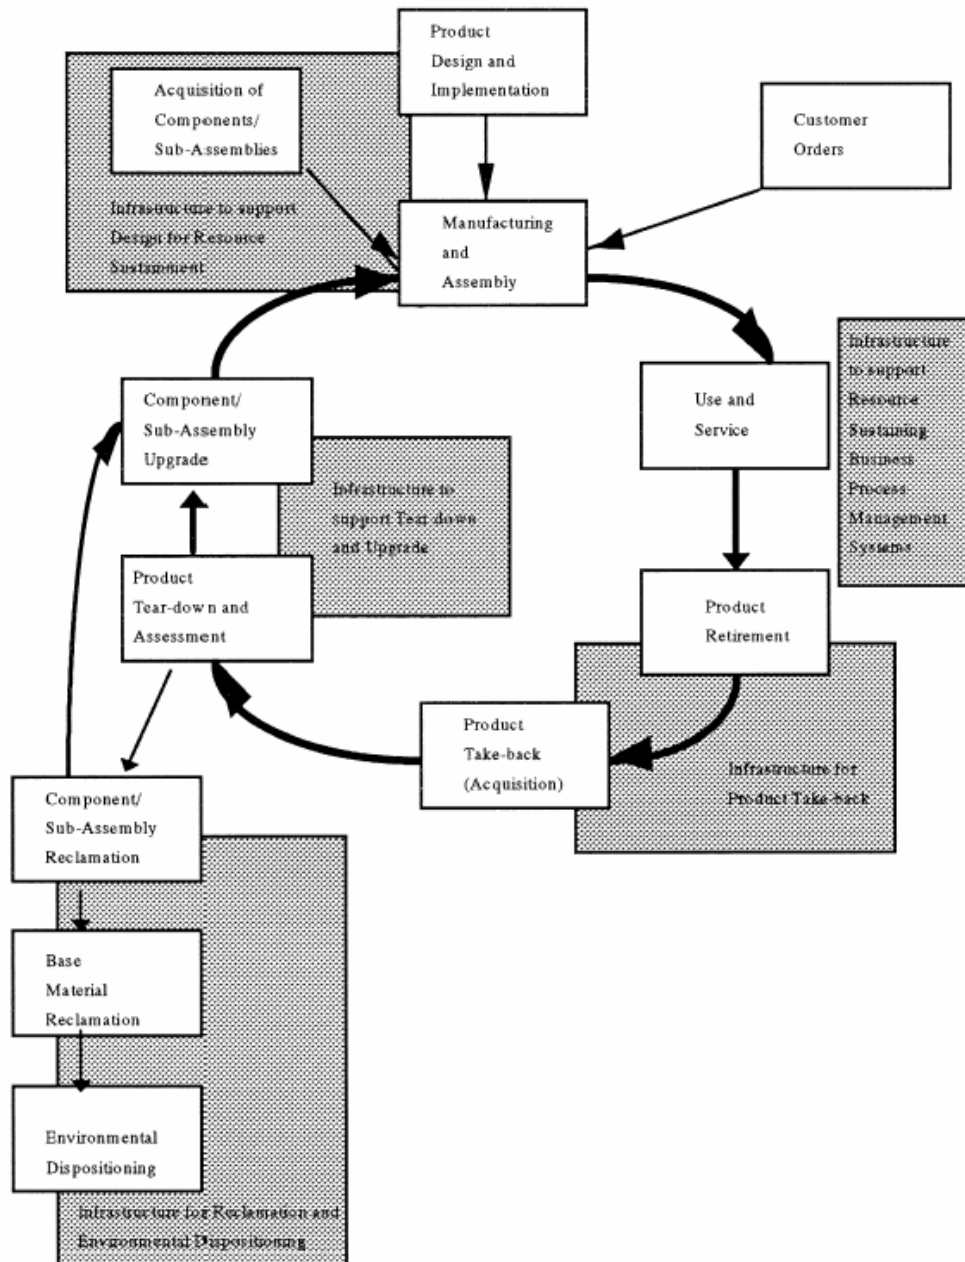 Product
Design and
Implementation
Acquisition of
Components/
Sub-Assemblies
Customer
Orders
Infrastructure to support
Design for Resource
Sustainment
Manufacturing
and
Assembly
Infrastructure
to support
Resource
Sustaining
Business
Process
Management
Systems
Use and
Service
Component/
Sub-Assembly
Upgrade
Infrastructure to
support Tear down
and Upgrade
Product
Tear-down and
Assessment
Product
Retirement
Product
Take-back
(Acquisition)
Infrastructure for
Product Take-back
Component/
Sub-Assembly
Reclamation
Base
Material
Reclamation
Environmental
Dispositioning
Infrastructure for Reclamation and
Environmental Dispositioning